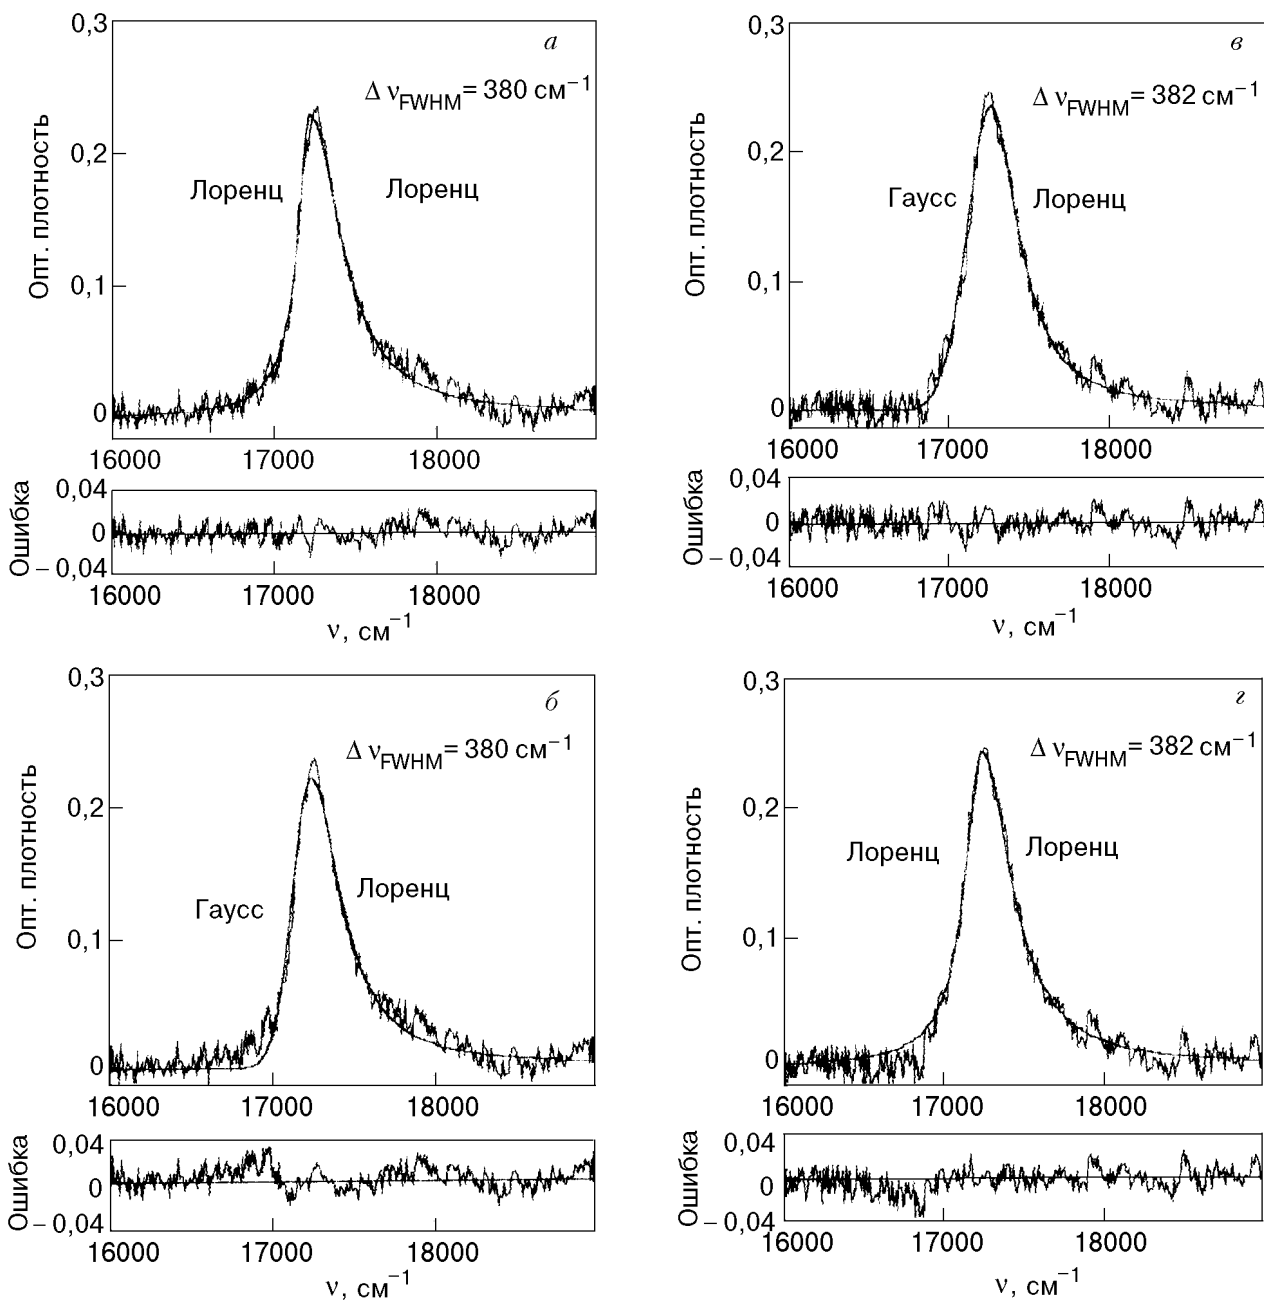 0,3
а
Δ νFWHM = 380 см−1
0,2
Лоренц
Лоренц
Опт. плотность
0,1
0
16000 17000 18000
0,04
0
− 0,04
Ошибка
16000 17000 18000
ν, см−1
0,3
в
Δ νFWHM = 382 см−1
0,2
Гаусс
Лоренц
Опт. плотность
0,1
0
16000 17000 18000
0,04
0
− 0,04
Ошибка
16000 17000 18000
ν, см−1
0,3
б
Δ νFWHM = 380 см−1
0,2
Лоренц
Гаусс
Опт. плотность
0,1
0
16000 17000 18000
0,04
0
− 0,04
Ошибка
16000 17000 18000
ν, см−1
0,3
г
Δ νFWHM = 382 см−1
0,2
Лоренц
Лоренц
Опт. плотность
0,1
0
16000 17000 18000
0,04
0
− 0,04
Ошибка
16000 17000 18000
ν, см−1